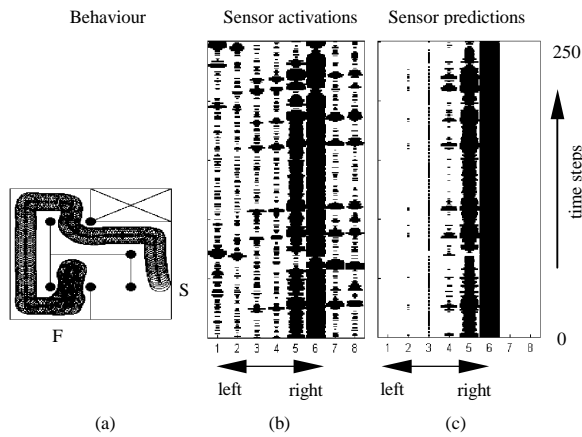 Behaviour Sensor activations Sensor predictions
250
time steps
S
F
0
1 2 3 4 5 6 7 8 1 2 3 4 5 6 7 8
left right left right
(a) (b) (c)